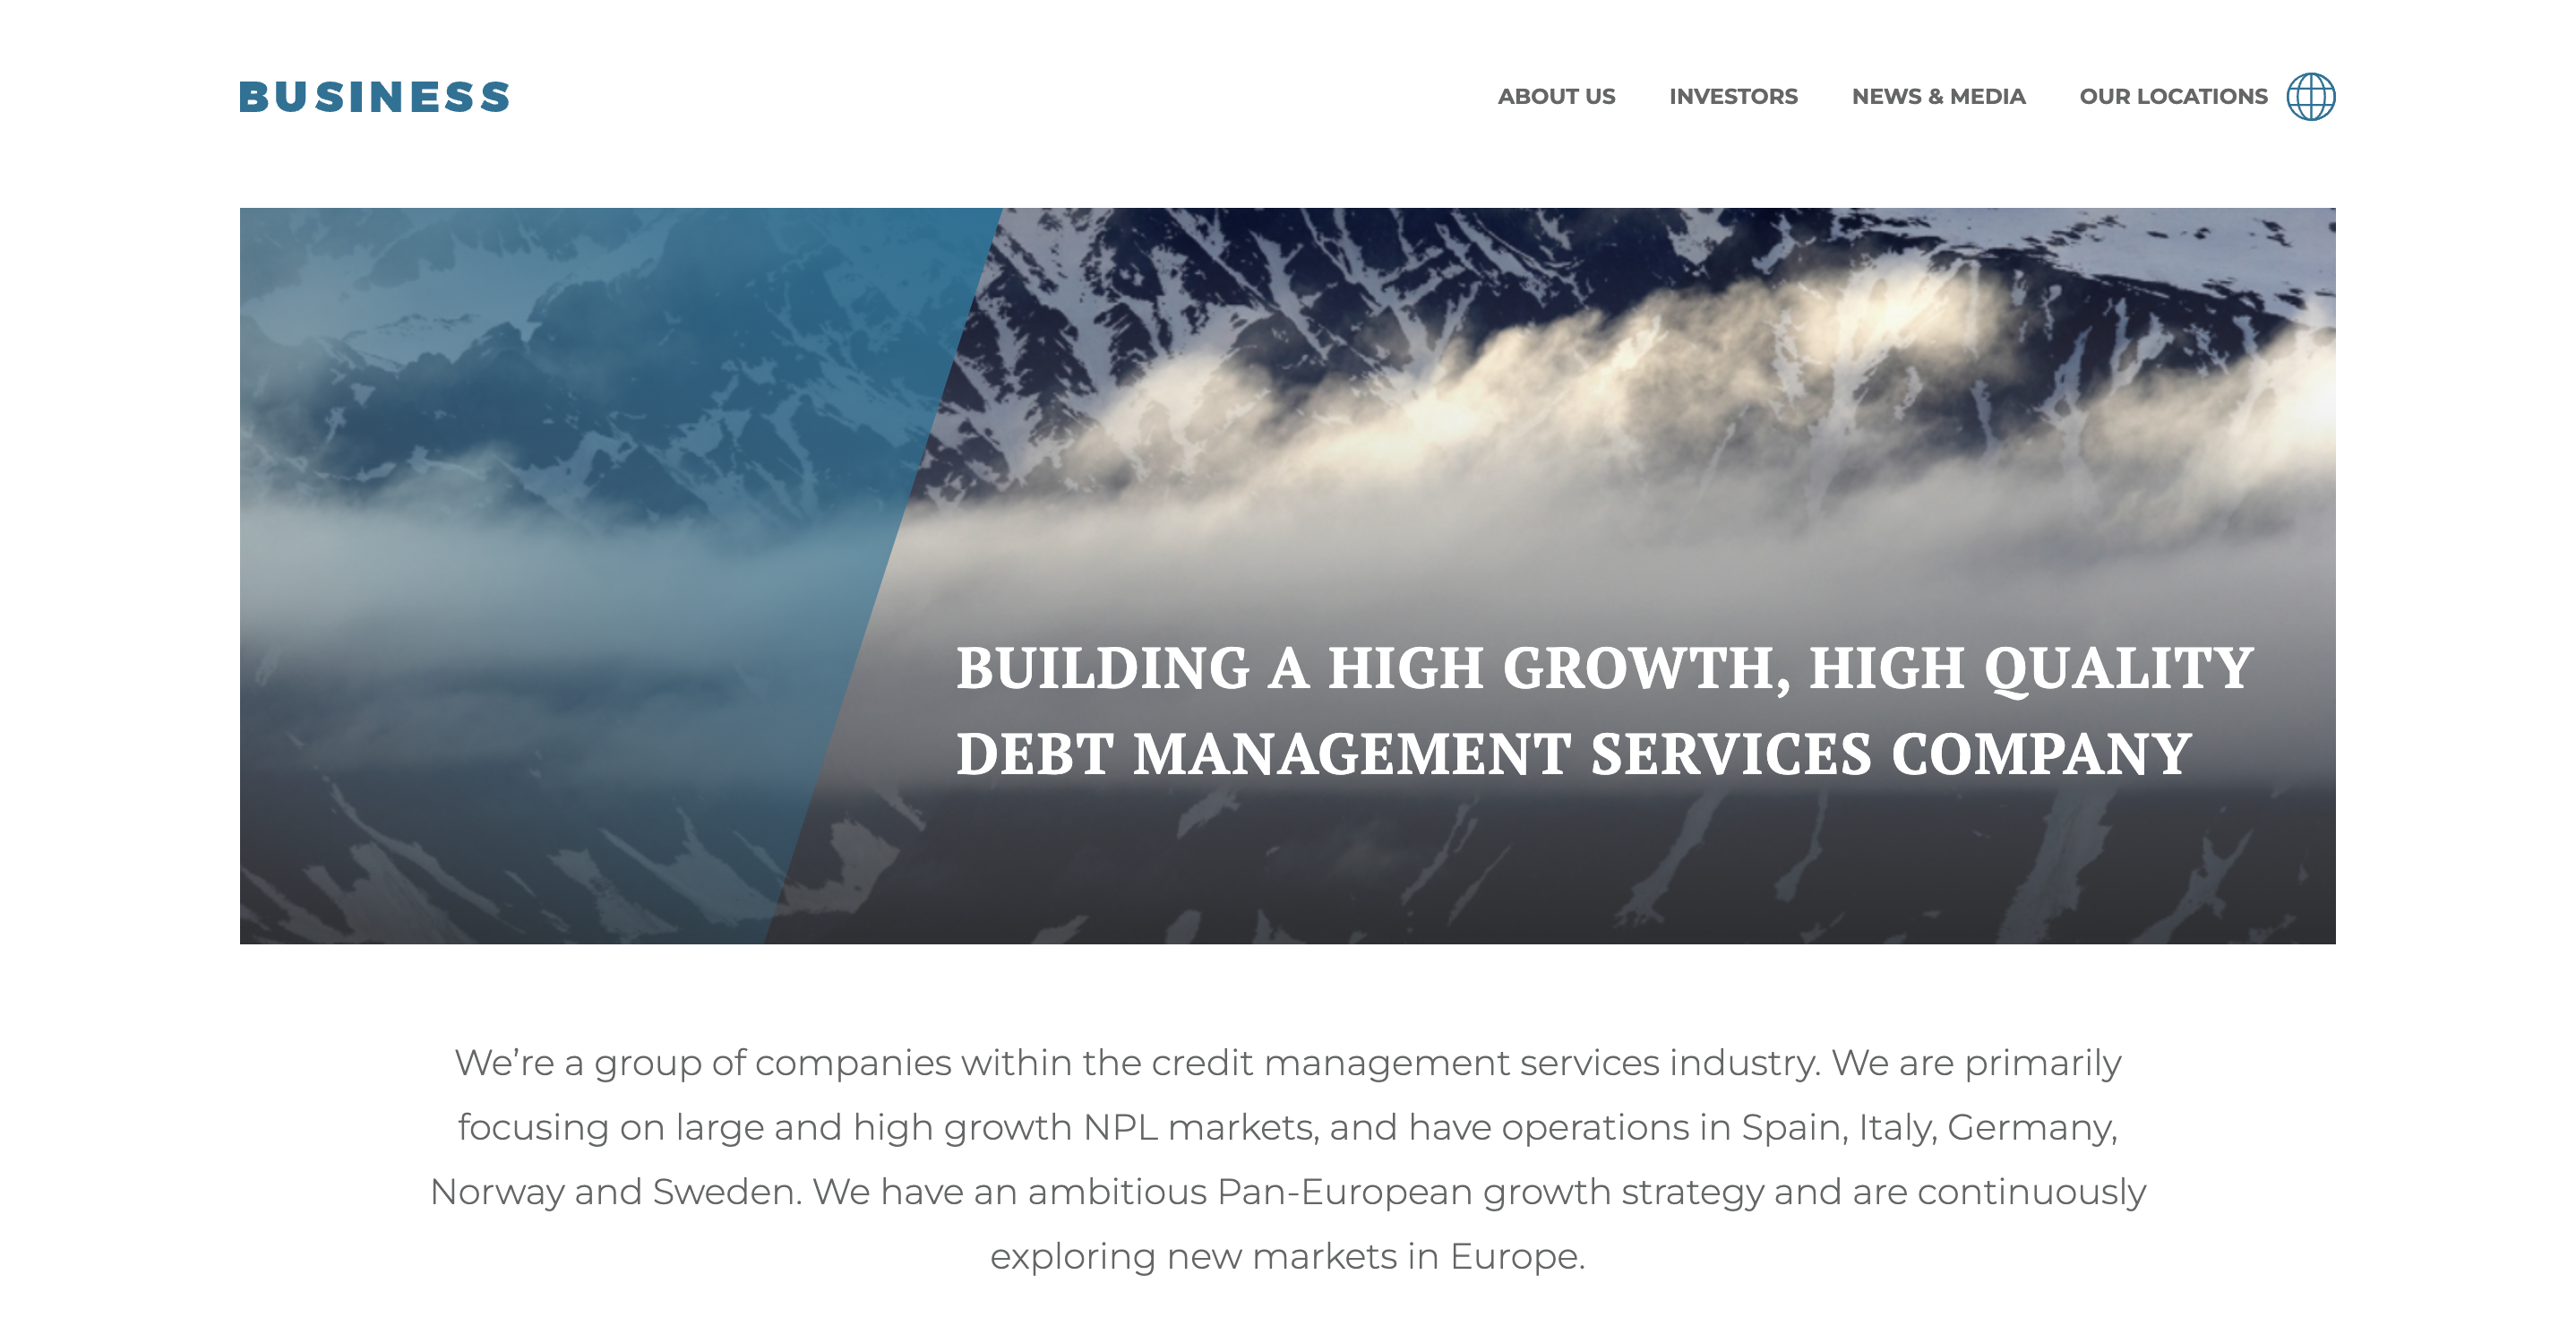 BUSINESS
ABOUT US
INVESTORS
NEWS & MEDIA
OUR LOCATIONS
BUILDING A HIGH GROWTH, HIGH QUALITY
DEBT MANAGEMENT SERVICES COMPANY
We’re a group of companies within the credit management services industry. We are primarily
focusing on large and high growth NPL markets, and have operations in Spain, Italy, Germany,
Norway and Sweden. We have an ambitious Pan-European growth strategy and are continuously
exploring new markets in Europe.